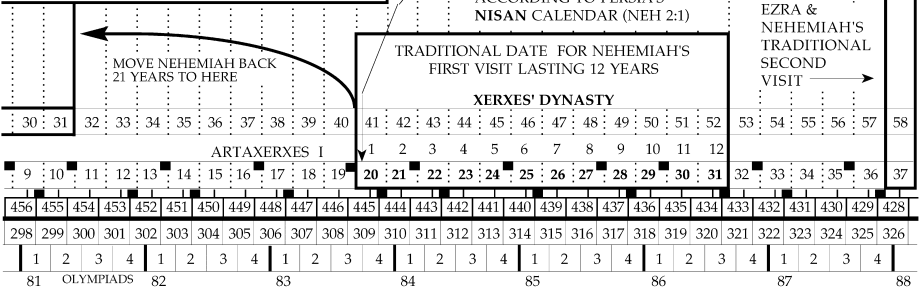 ACCORDING TO PERSIA'S
NISAN CALENDAR (NEH 2:1)
EZRA &
NEHEMIAH'S
TRADITIONAL
SECOND
VISIT
TRADITIONAL DATE FOR NEHEMIAH'S
FIRST VISIT LASTING 12 YEARS
MOVE NEHEMIAH BACK
21 YEARS TO HERE
XERXES' DYNASTY
30 31 32 33 34 35 36 37 38 39 40 41 42 43 44 45 46 47 48 49 50 51 52 53 54 55 56 57 58
ARTAXERXES I 1 2 3 4 5 6 7 8 9 10 11 12
9 10 11 12 13 14 15 16 17 18 19 20 21 22 23 24 25 26 27 28 29 30 31 32 33 34 35 36 37
456 455 454 453 452 451 450 449 448 447 446 445 444 443 442 441 440 439 438 437 436 435 434 433 432 431 430 429 428
298 299 300 301 302 303 304 305 306 307 308 309 310 311 312 313 314 315 316 317 318 319 320 321 322 323 324 325 326
1 2 3 4 1 2 3 4 1 2 3 4 1 2 3 4 1 2 3 4 1 2 3 4 1 2 3 4
81 OLYMPIADS 82 83 84 85 86 87 88